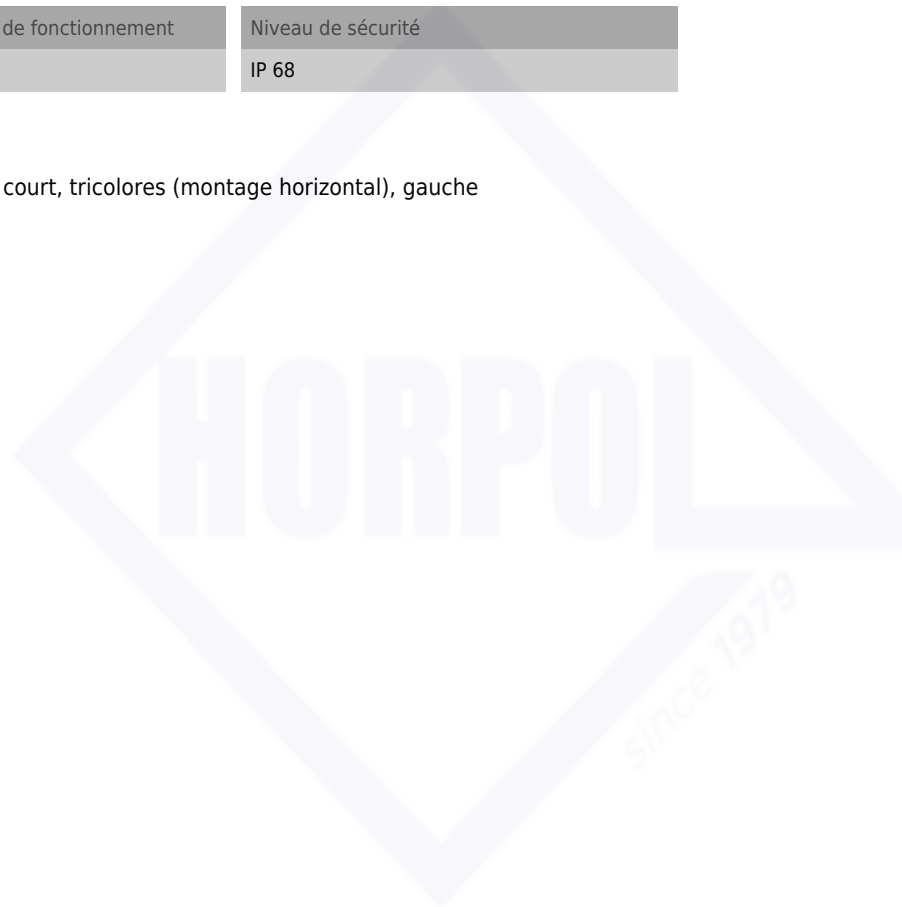 de fonctionnement Niveau de sécurité
IP 68
court, tricolores (montage horizontal), gauche
HORPOL
since 1979